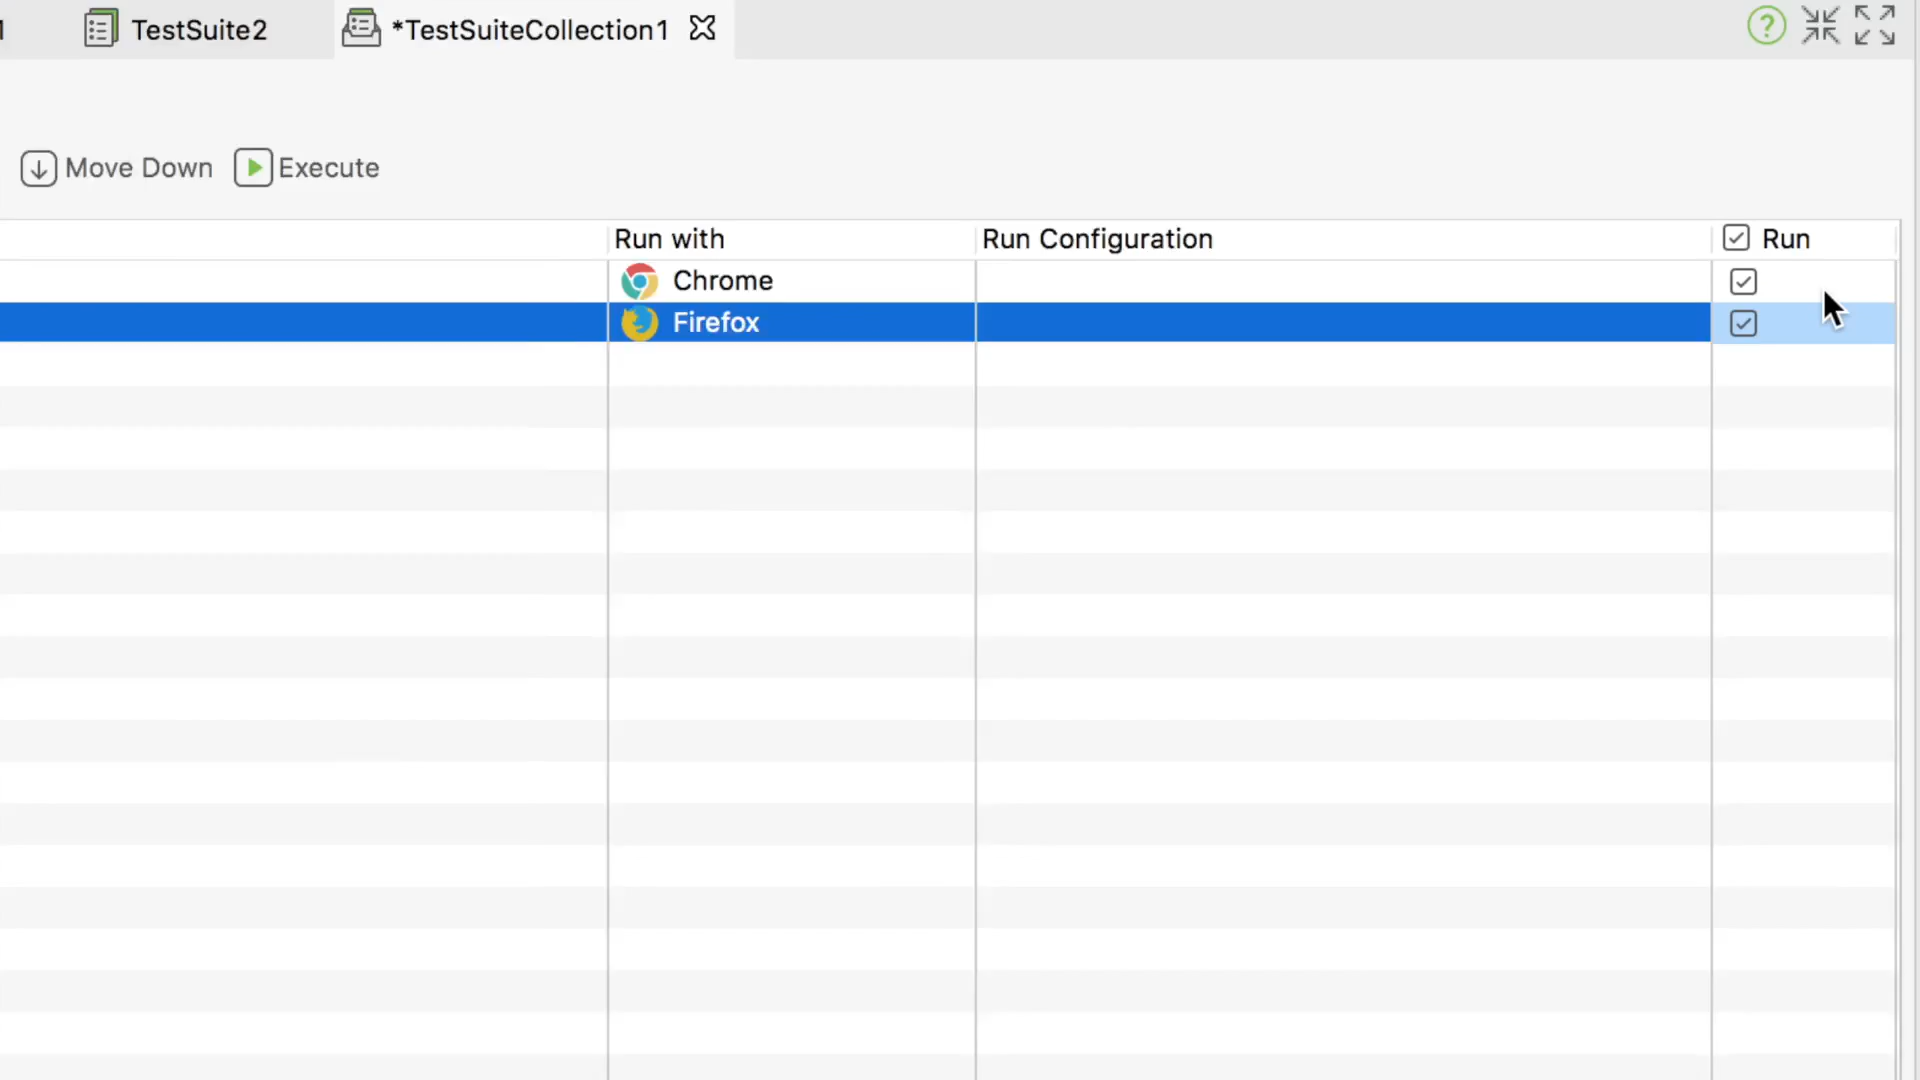 TestSuite2
*TestSuiteCollection1
?
Move Down
Execute
Run with
Run Configuration
Run
Chrome
Firefox